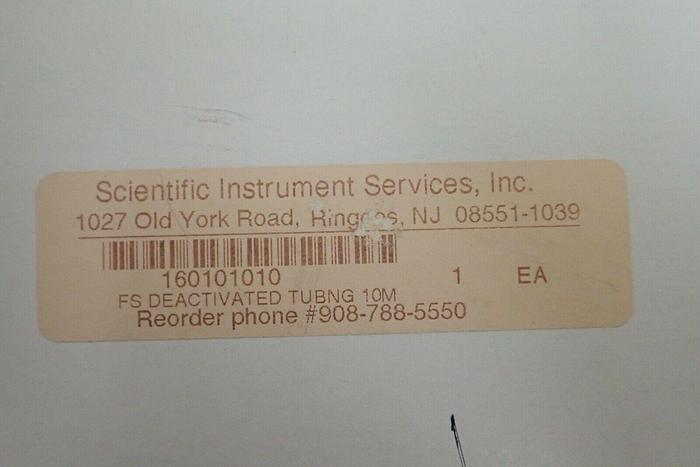 Scientific Instrument Services, Inc.
1027 Old York Road, Ringoes, NJ 08551-1039
160101010 1 EA
FS DEACTIVATED TUBNG 10M
Reorder phone #908-788-5550